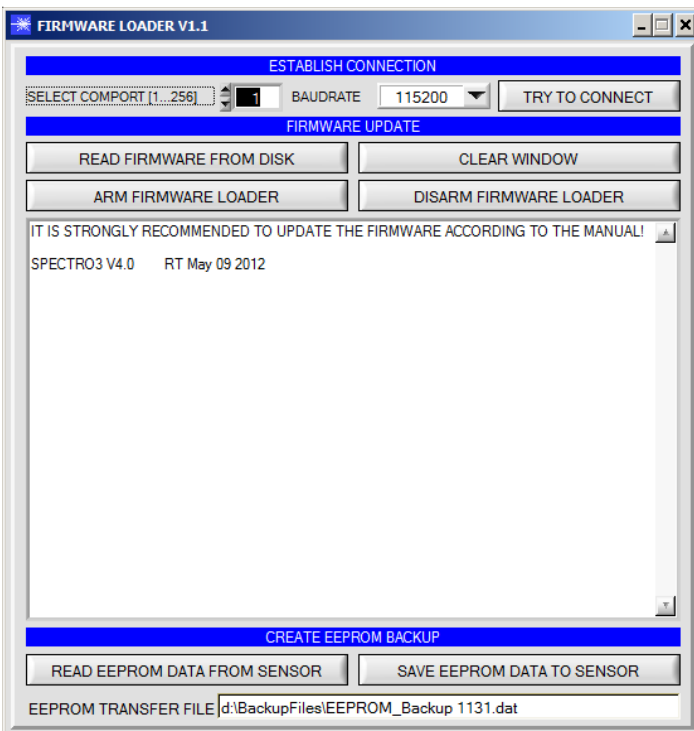 FIRMWARE LOADER V1.1
ESTABLISH CONNECTION
SELECT COMPORT [1...256] 1 BAUDRATE 115200 TRY TO CONNECT
FIRMWARE UPDATE
READ FIRMWARE FROM DISK CLEAR WINDOW
ARM FIRMWARE LOADER DISARM FIRMWARE LOADER
IT IS STRONGLY RECOMMENDED TO UPDATE THE FIRMWARE ACCORDING TO THE MANUAL!
SPECTRO3 V4.0 RT May 09 2012
CREATE EEPROM BACKUP
READ EEPROM DATA FROM SENSOR SAVE EEPROM DATA TO SENSOR
EEPROM TRANSFER FILE d:\BackupFiles\EEPROM_Backup 1131.dat